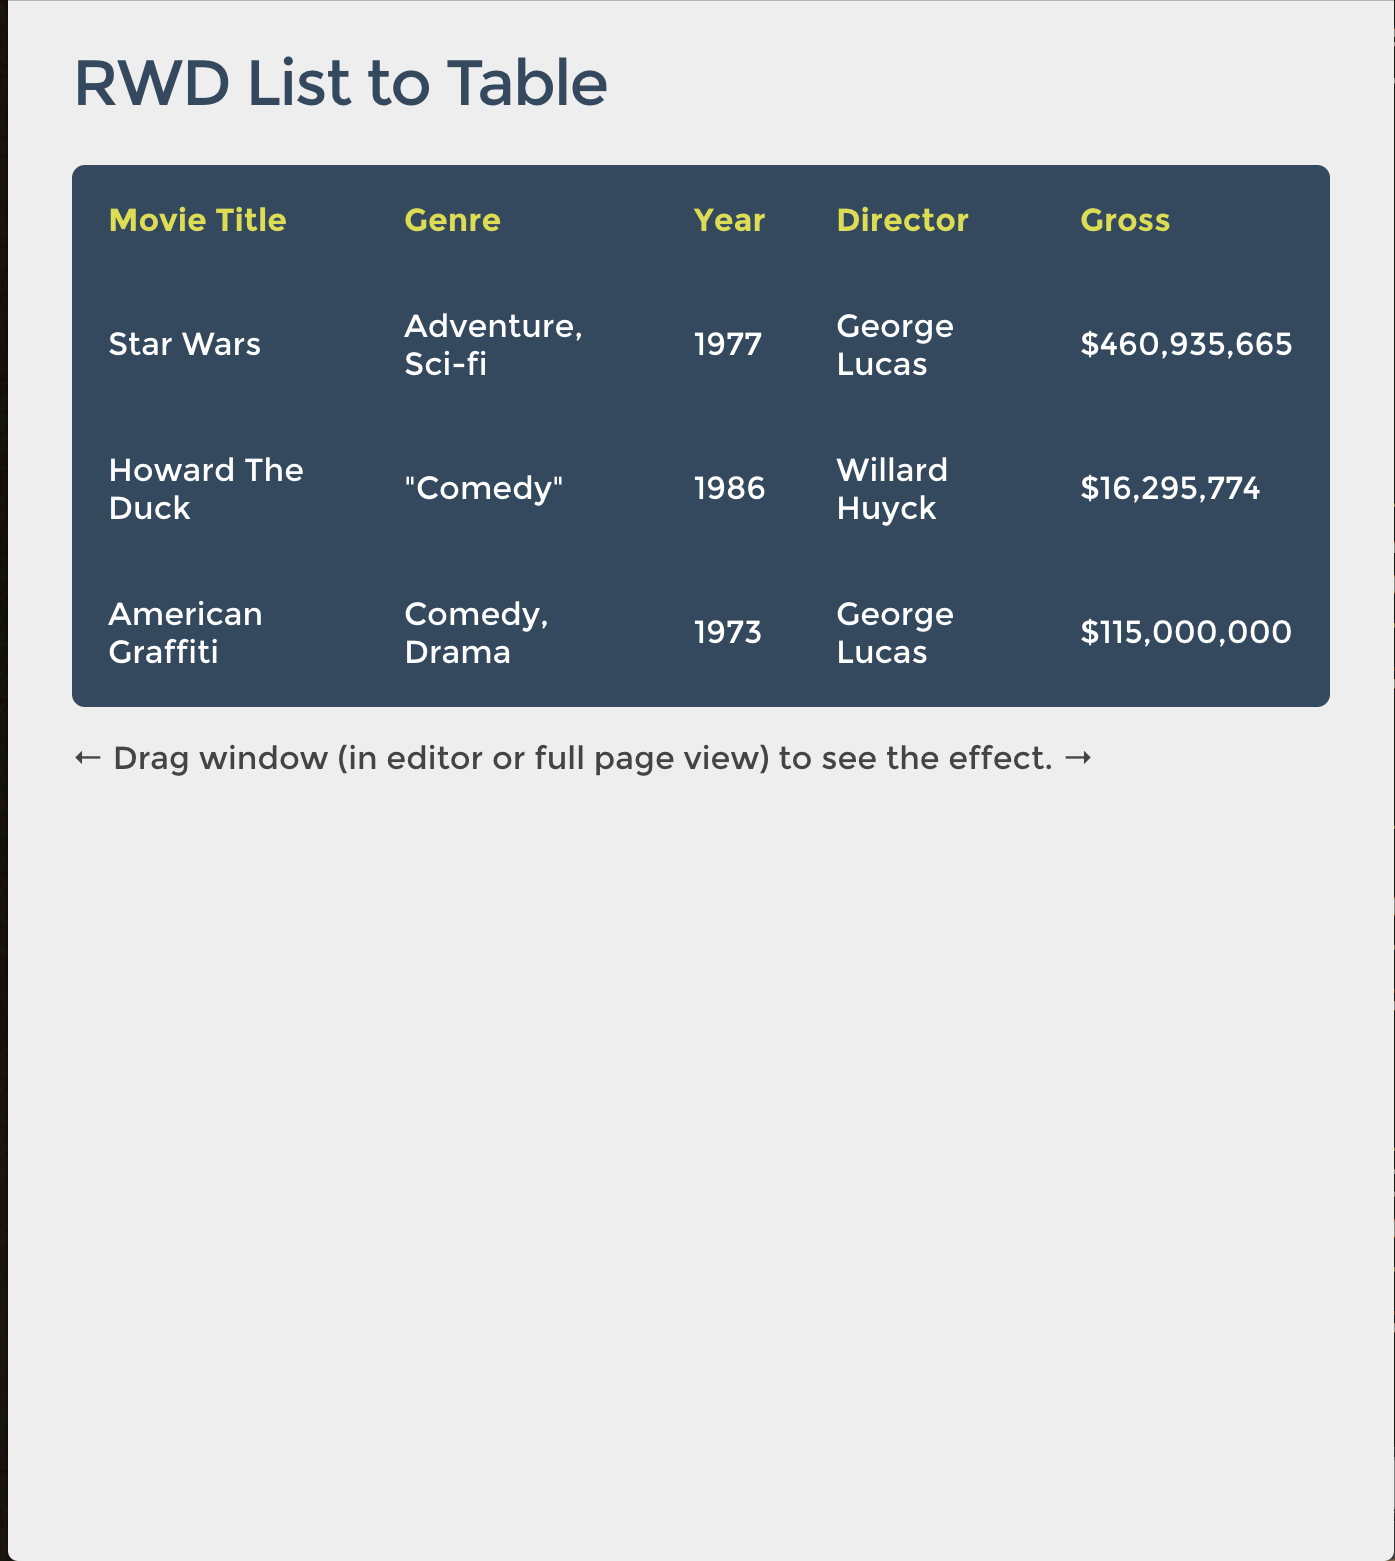 RWD List to Table
Movie Title Genre Year Director Gross
Star Wars Adventure, Sci-fi 1977 George Lucas $460,935,665
Howard The Duck "Comedy" 1986 Willard Huyck $16,295,774
American Graffiti Comedy, Drama 1973 George Lucas $115,000,000
← Drag window (in editor or full page view) to see the effect. →